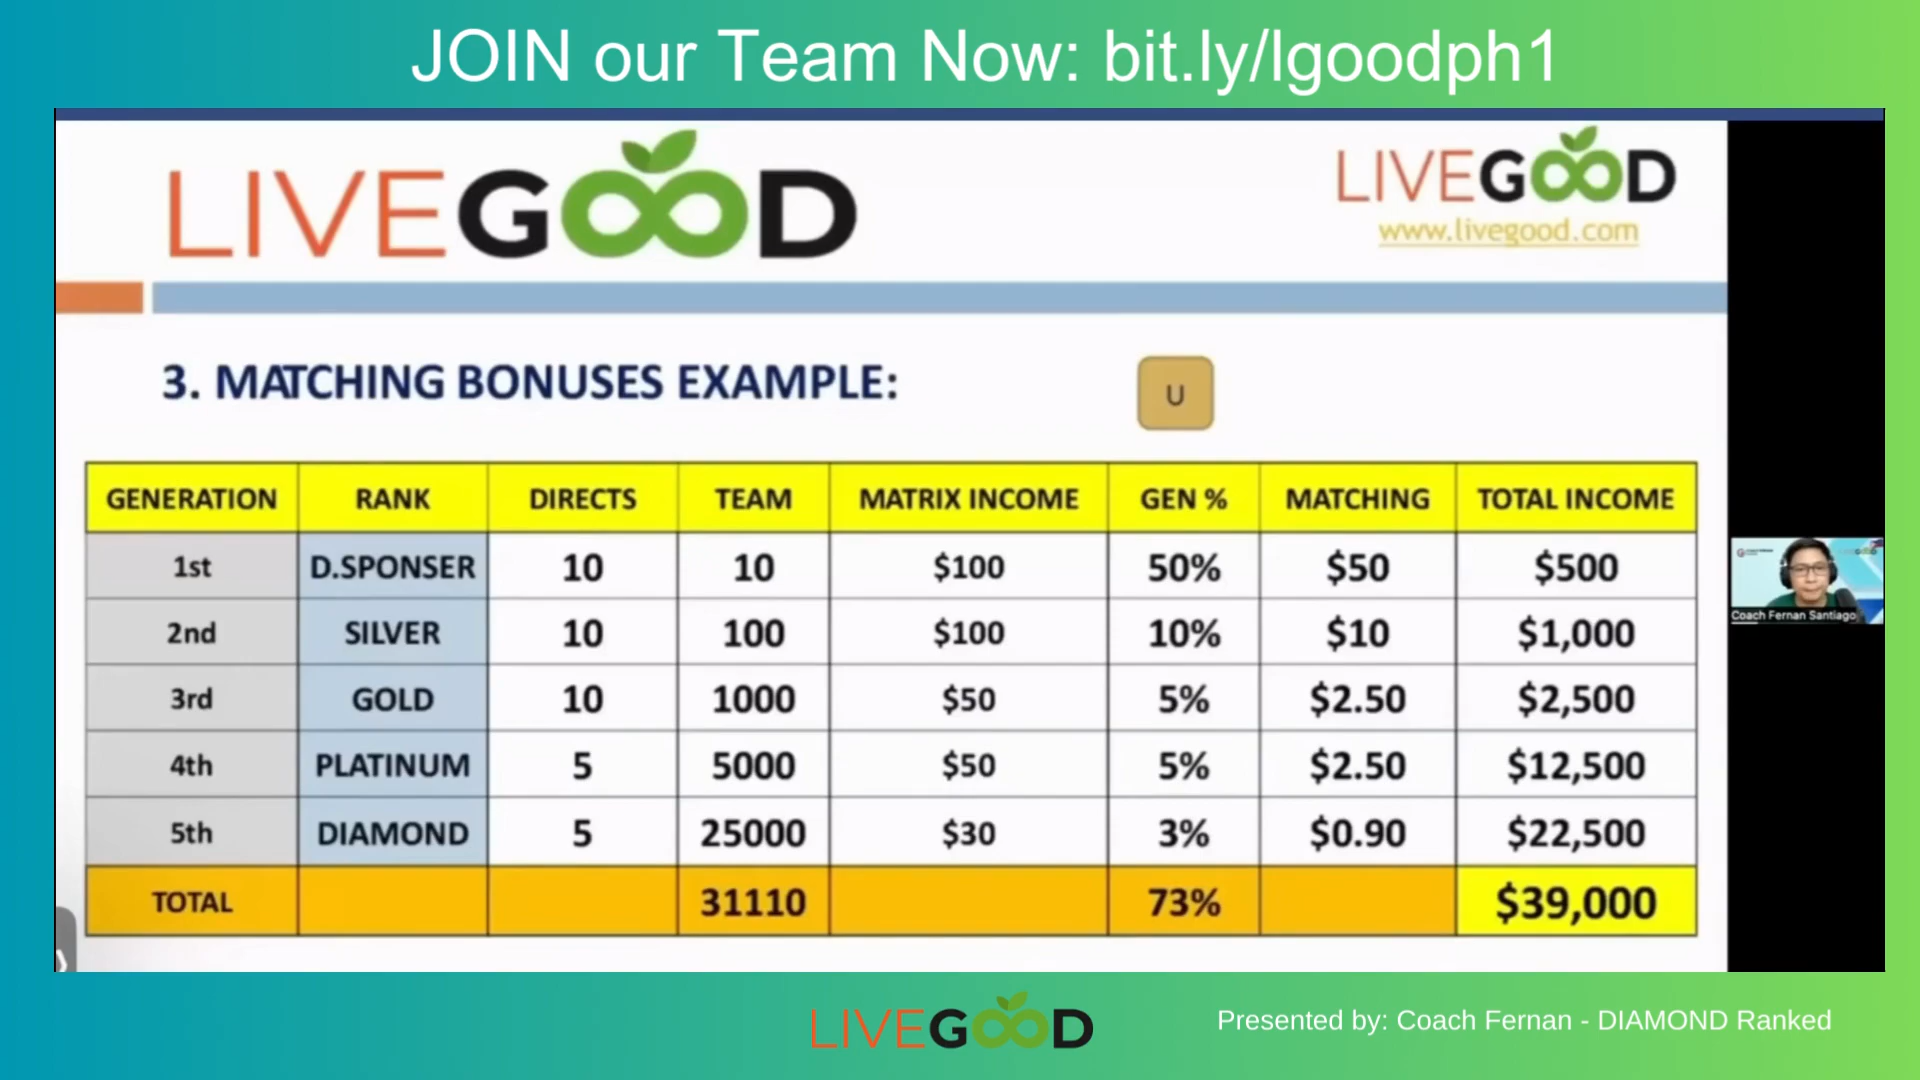 JOIN our Team Now: bit.ly/lgoodph1
LIVEGOOD
LIVEGOOD
www.livegood.com
3. MATCHING BONUSES EXAMPLE:
U
GENERATION RANK DIRECTS TEAM MATRIX INCOME GEN % MATCHING TOTAL INCOME
1st D.SPONSER 10 10 $100 50% $50 $500
2nd SILVER 10 100 $100 10% $10 $1,000
3rd GOLD 10 1000 $50 5% $2.50 $2,500
4th PLATINUM 5 5000 $50 5% $2.50 $12,500
5th DIAMOND 5 25000 $30 3% $0.90 $22,500
TOTAL 31110 73% $39,000
Coach Fernan Santiago
LIVEGOOD
Presented by: Coach Fernan - DIAMOND Ranked